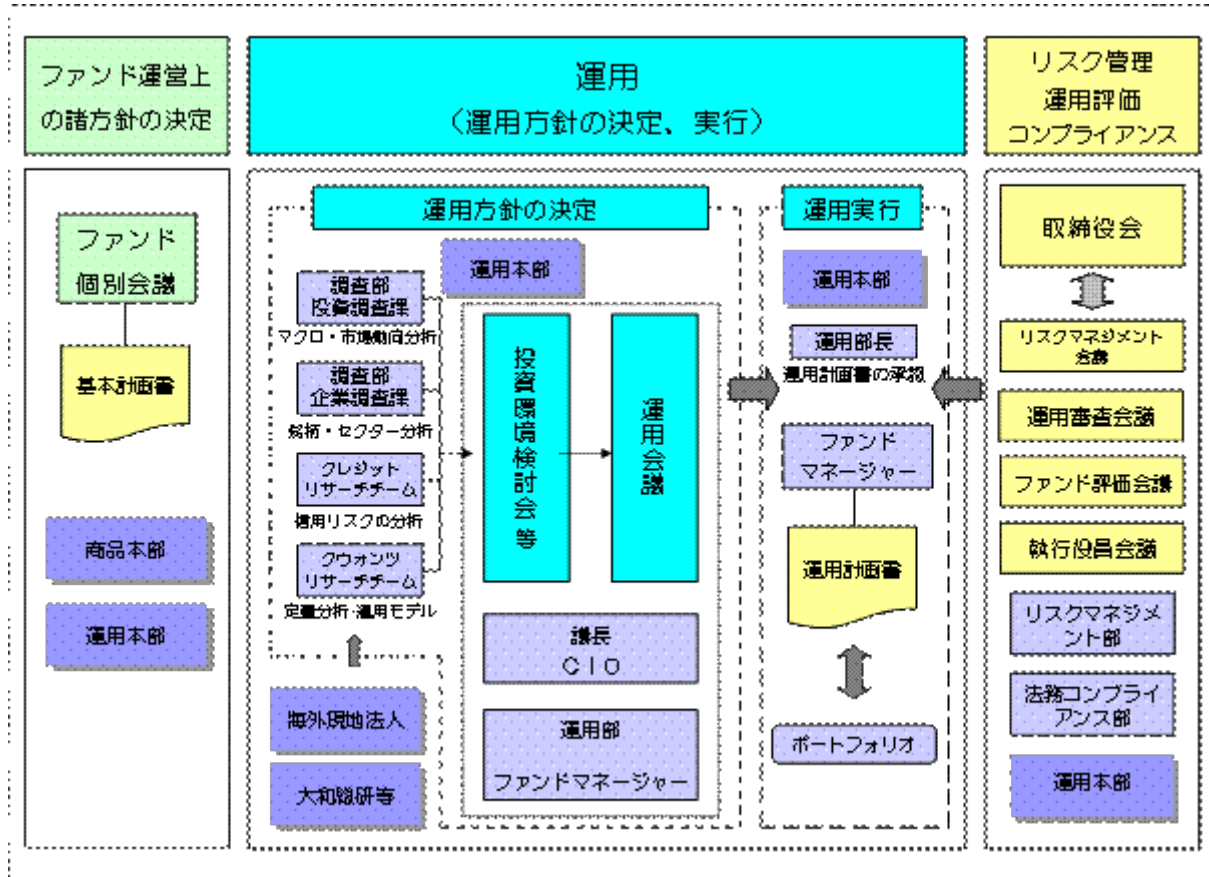 ファンド運営上
の諸方針の決定
運用
（運用方針の決定、実行）
リスク管理
運用評価
コンプライアンス
ファンド
個別会議
基本計画書
商品本部
運用本部
運用方針の決定
運用本部
調査部
投資調査課
マクロ・市場動向分析
調査部
企業調査課
銘柄・セクター分析
クレジット
リサーチチーム
信用リスクの分析
クウォンツ
リサーチチーム
定量分析・運用モデル
海外現地法人
大和総研等
投資環境検討会等
運用会議
議長
ＣＩＯ
運用部
ファンドマネージャー
運用実行
運用本部
運用部長
運用計画書の承認
ファンド
マネージャー
運用計画書
ポートフォリオ
取締役会
リスクマネジメント
会議
運用審査会議
ファンド評価会議
執行役員会議
リスクマネジメ
ント部
法務コンプライ
アンス部
運用本部